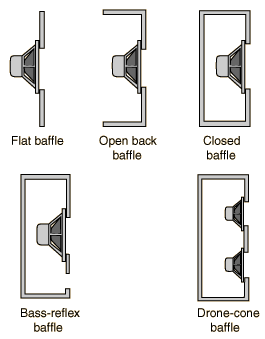 Flat baffle
Open back
baffle
Closed
baffle
Bass-reflex
baffle
Drone-cone
baffle